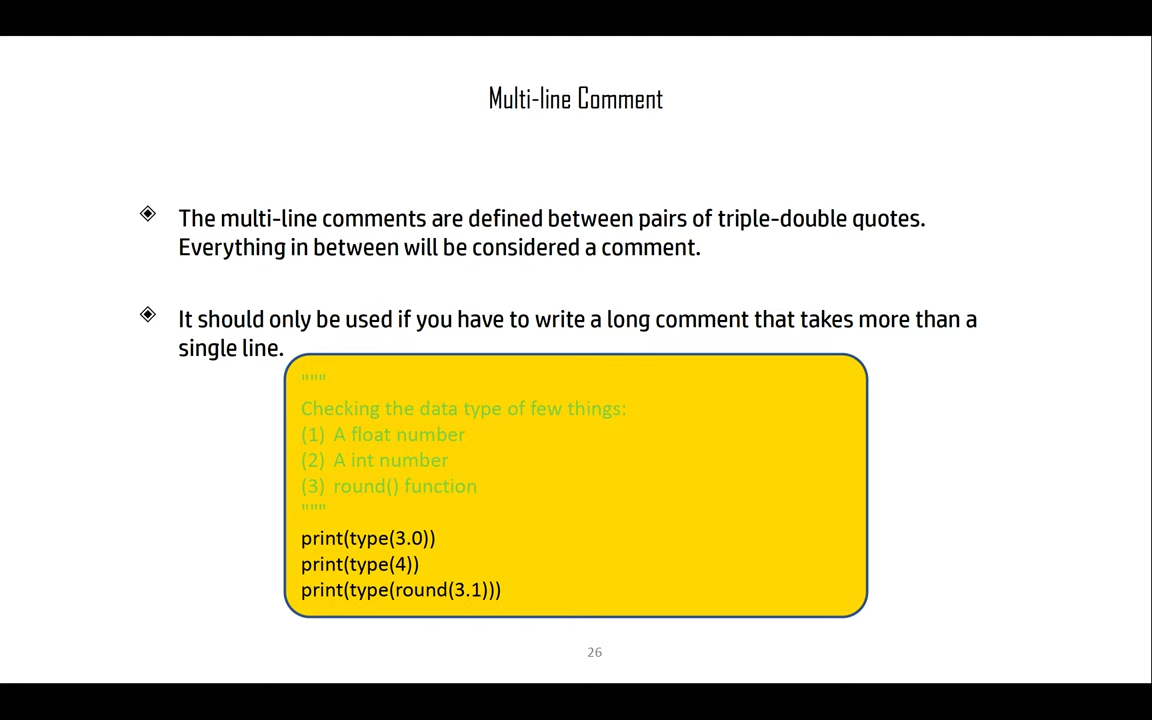 Multi-line Comment
The multi-line comments are defined between pairs of triple-double quotes.
Everything in between will be considered a comment.
It should only be used if you have to write a long comment that takes more than a
single line.
"""
Checking the data type of few things:
(1) A float number
(2) A int number
(3) round() function
"""
print(type(3.0))
print(type(4))
print(type(round(3.1)))
26